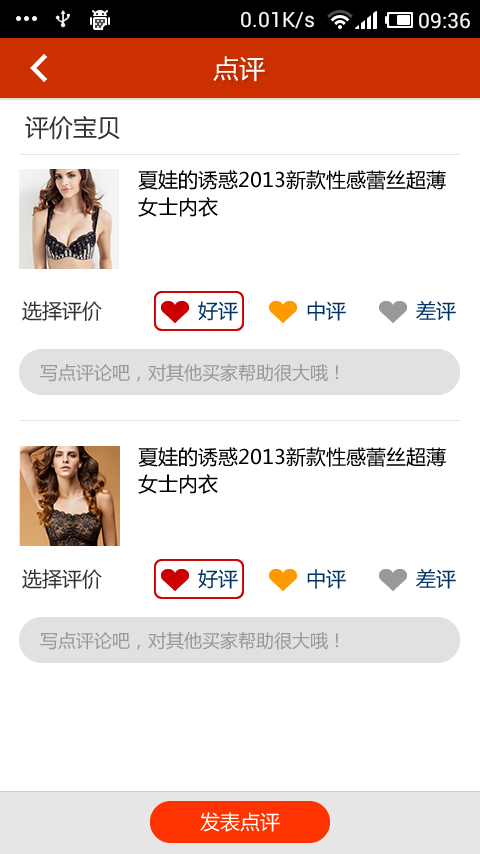 0.01K/s 09:36
点评
评价宝贝
夏娃的诱惑2013新款性感蕾丝超薄
女士内衣
选择评价 好评 中评 差评
写点评论吧，对其他买家帮助很大哦！
夏娃的诱惑2013新款性感蕾丝超薄
女士内衣
选择评价 好评 中评 差评
写点评论吧，对其他买家帮助很大哦！
发表点评